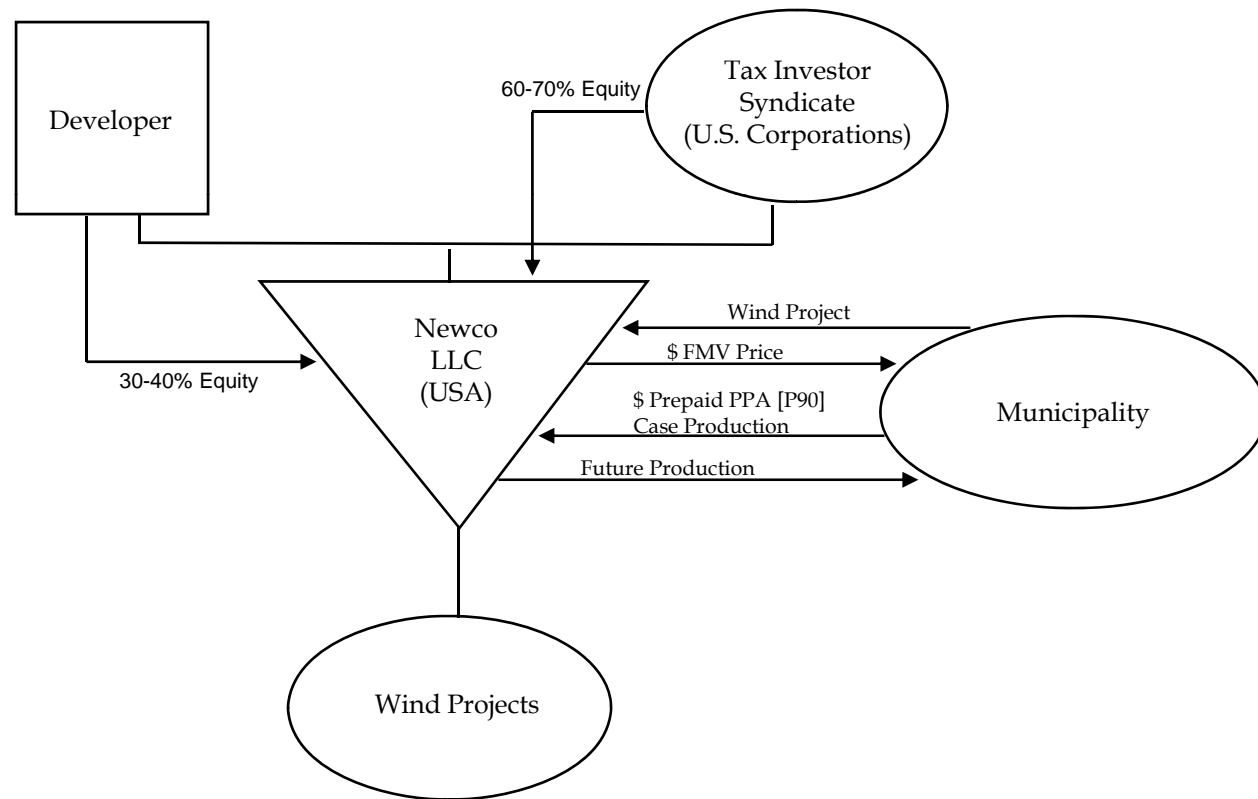 Developer
60-70% Equity
Tax Investor
Syndicate
(U.S. Corporations)
30-40% Equity
Newco
LLC
(USA)
Wind Project
$ FMV Price
$ Prepaid PPA [P90]
Case Production
Future Production
Municipality
Wind Projects